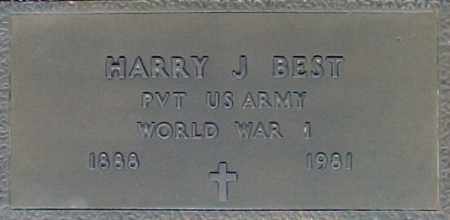 HARRY J BEST
PVT US ARMY
WORLD WAR I
1888 1981